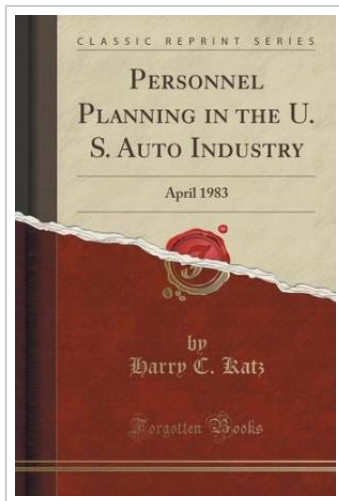 CLASSIC REPRINT SERIES
PERSONNEL
PLANNING IN THE U.
S. AUTO INDUSTRY
April 1983
by
Harry C. Katz
Forgotten Books